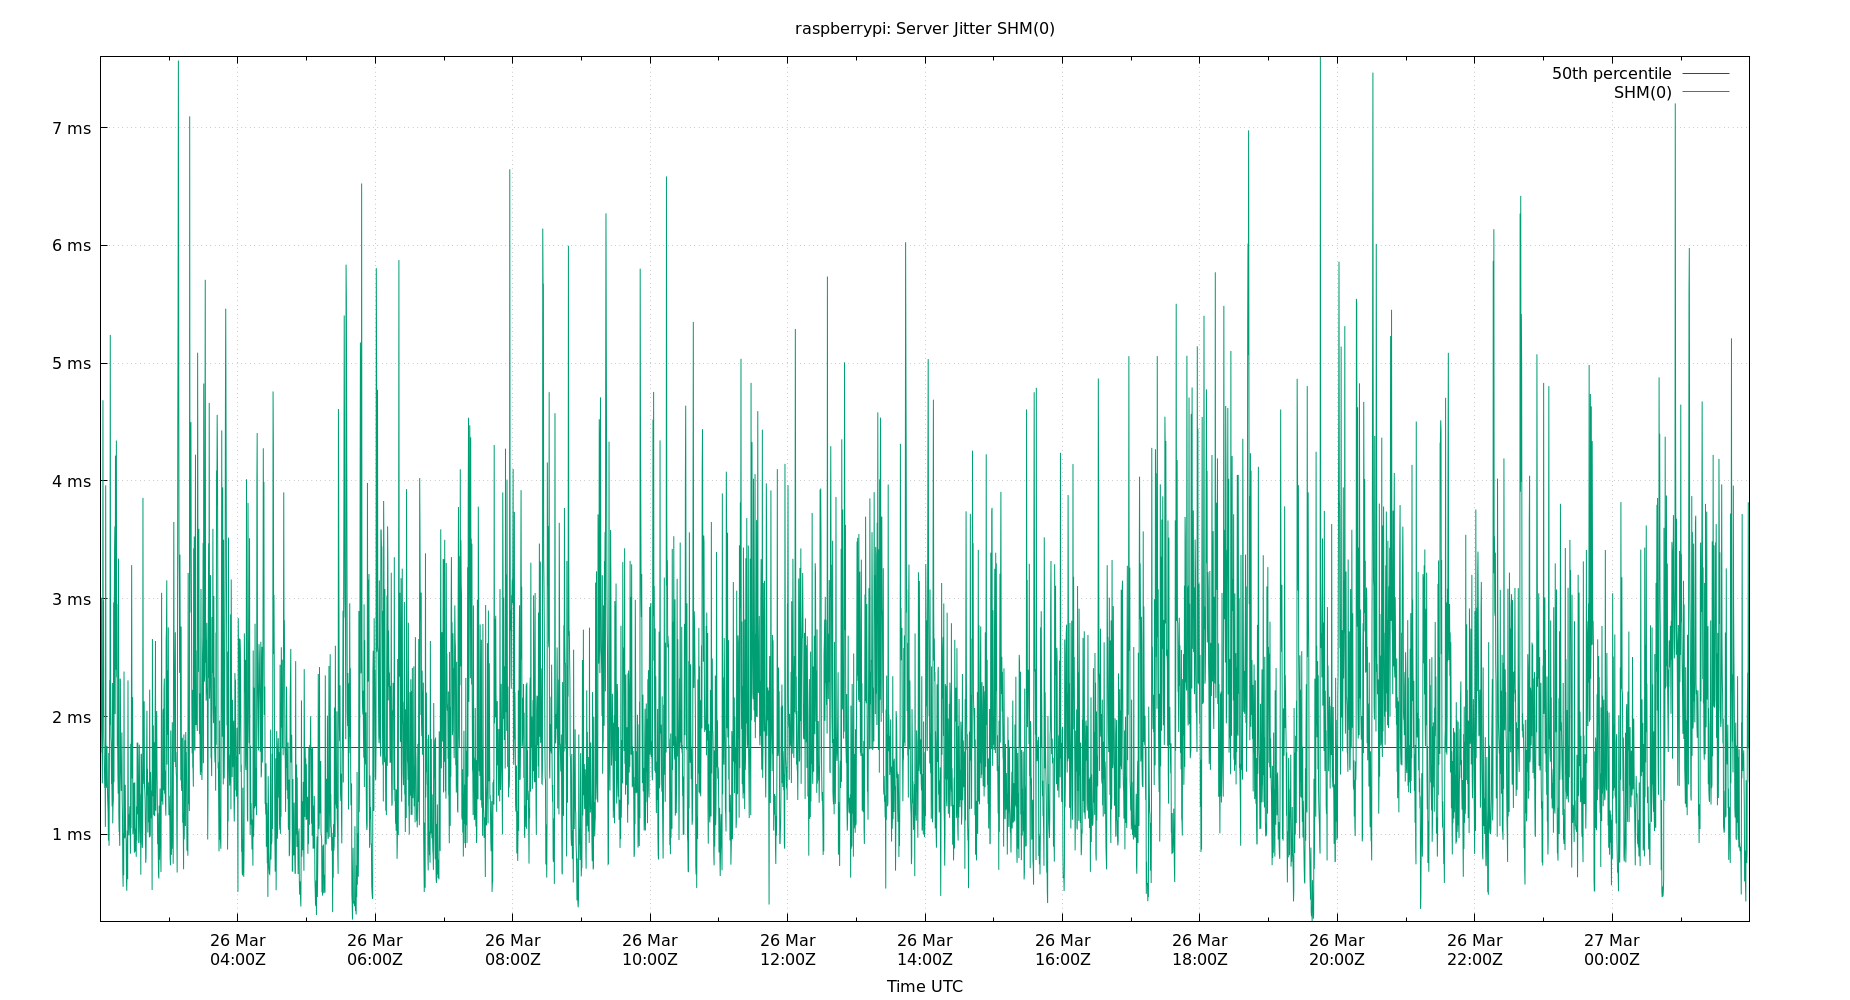 raspberrypi: Server Jitter SHM(0)
50th percentile
SHM(0)
7 ms
6 ms
5 ms
4 ms
3 ms
2 ms
1 ms
26 Mar 26 Mar 26 Mar 26 Mar 26 Mar 26 Mar 26 Mar 26 Mar 26 Mar 26 Mar 27 Mar
04:00Z 06:00Z 08:00Z 10:00Z 12:00Z 14:00Z 16:00Z 18:00Z 20:00Z 22:00Z 00:00Z
Time UTC